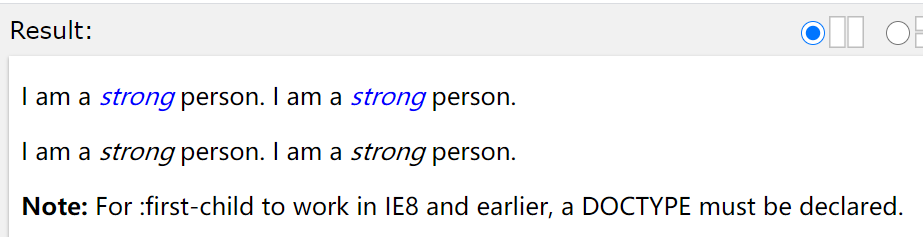 Result:
I am a strong person. I am a strong person.
I am a strong person. I am a strong person.
Note: For :first-child to work in IE8 and earlier, a DOCTYPE must be declared.